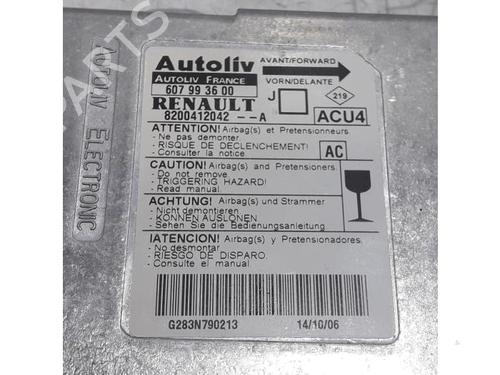 Autoliv
AVANT/FORWARD
AUTOLIV FRANCE
VORN/DELANTE
607 99 36 00
RENAULT
J
219
8200412042 --A
ACU4
ATTENTION! Airbag(s) et Pretensionneurs
- Ne pas demonter.
- RISQUE DE DECLENCHEMENT!
- Consulter la notice.
AC
CAUTION! Airbag(s) and Pretensioners
- Do not remove.
- TRIGGERING HAZARD!
- Read manual.
ACHTUNG! Airbag(s) und Strammer
- Nicht demontieren
- KONNEN AUSLONEN
- Sehen Sie die Bedienungsanleitung
!ATENCION! Airbag(s) y Pretensionadores
- No desmontar
- RIESGO DE DISPARO.
- Consulte el manual
G283N790213
14/10/06
AUTOLIV ELECTRONIC
PARTS